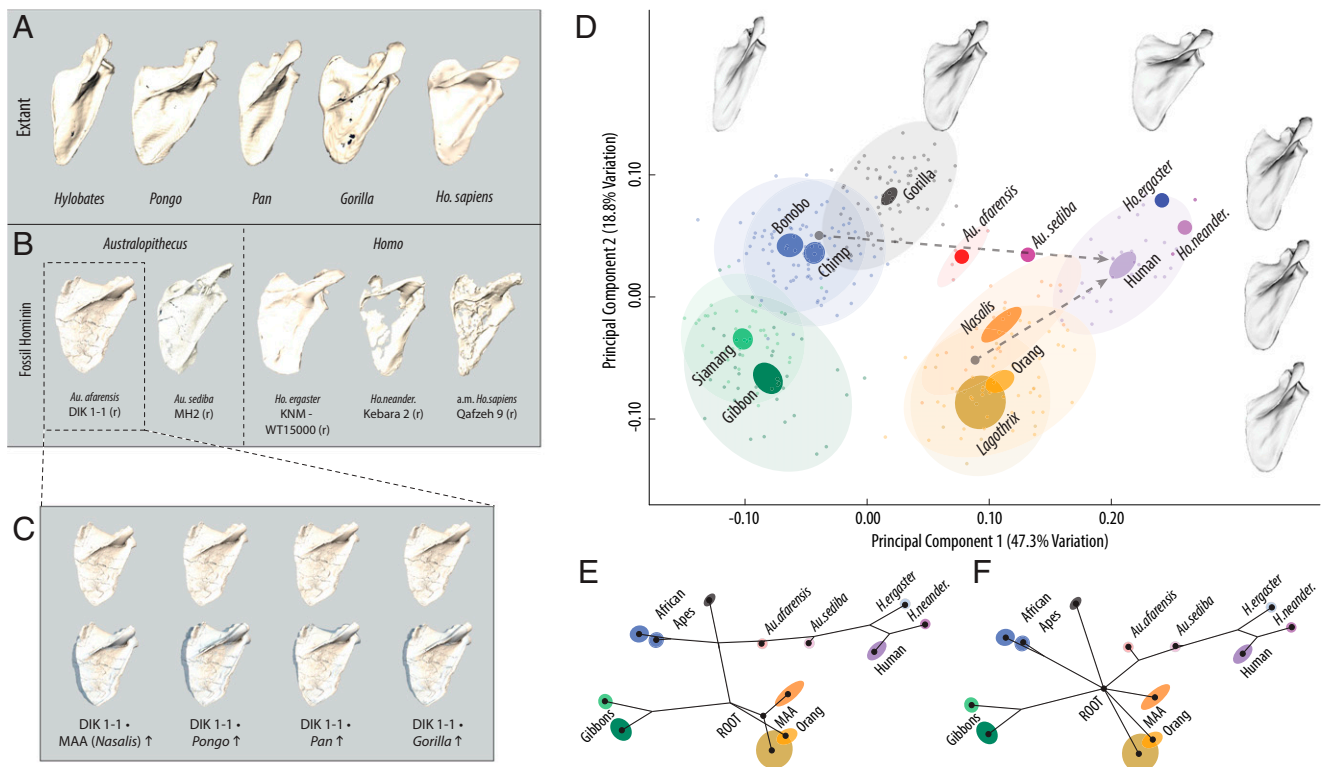 A
Extant
Hylobates
Pongo
Pan
Gorilla
Ho. sapiens
B
Fossil Hominin
Australopithecus
Homo
Au. afarensis
DIK 1-1 (r)
Au. sediba
MH2 (r)
Ho. ergaster
KNM -
WT15000 (r)
Ho.neander.
Kebara 2 (r)
a.m. Ho.sapiens
Qafzeh 9 (r)
C
DIK 1-1 •
MAA (Nasalis) ↑
DIK 1-1 •
Pongo ↑
DIK 1-1 •
Pan ↑
DIK 1-1 •
Gorilla ↑
D
Principal Component 2 (18.8% Variation)
0.10
0.00
-0.10
Bonobo
Chimp
Gorilla
Au. afarensis
Au. sediba
Ho.ergaster
Ho.neander.
Human
Siamang
Gibbon
Nasalis
Orang
Lagothrix
-0.10
0.00
0.10
0.20
Principal Component 1 (47.3% Variation)
E
African
Apes
Au.afarensis
Au.sediba
H.ergaster
H.neander.
Human
Gibbons
ROOT
MAA
Orang
F
African
Apes
Au.afarensis
Au.sediba
H.ergaster
H.neander.
Human
Gibbons
ROOT
MAA
Orang